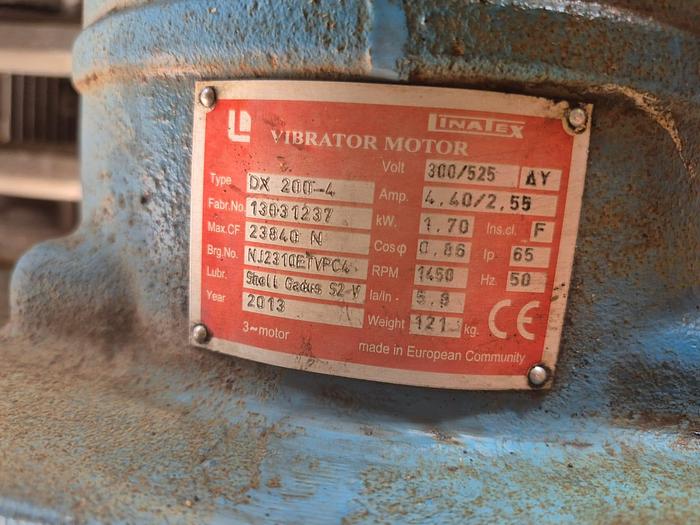 L LINATEX
VIBRATOR MOTOR
Type DX 200-4
Fabr.No. 13031237
Max.CF 23840 N
Brg.No. NJ2310ETVPC4
Lubr. Shell Gadus S2 V
Year 2013
3~motor
Volt 300/525 ΔY
Amp. 4.40/2.55
kW. 1.70 Ins.cl. F
Cosφ 0.86 Ip 65
RPM 1450 Hz 50
Ia/In - 5.9
Weight 121 kg. CE
made in European Community